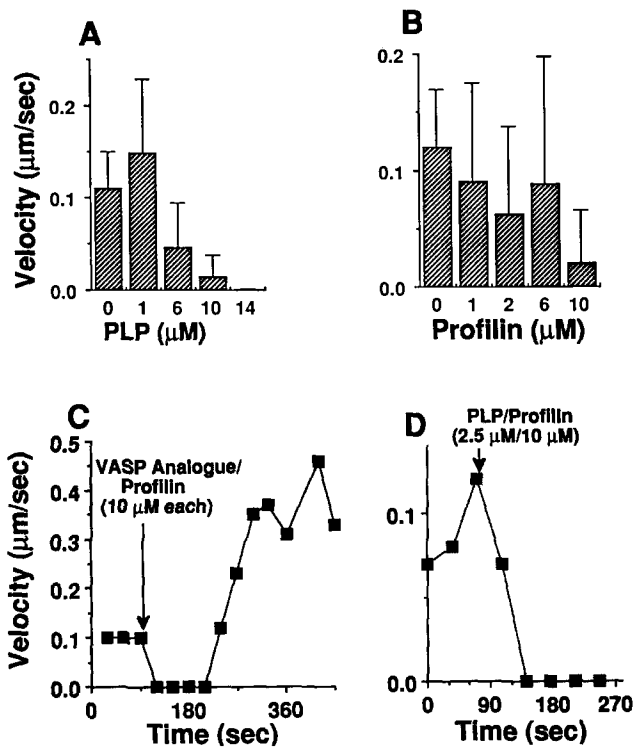 A
Velocity (μm/sec)
0.2
0.1
0.0
0 1 6 10 14
PLP (μM)
B
0.2
0.1
0.0
0 1 2 6 10
Profilin (μM)
C
VASP Analogue/
Profilin
(10 μM each)
Velocity (μm/sec)
0.5
0.4
0.3
0.2
0.1
0.0
0 180 360
Time (sec)
D
PLP/Profilin
(2.5 μM/10 μM)
0.1
0.0
0 90 180 270
Time (sec)